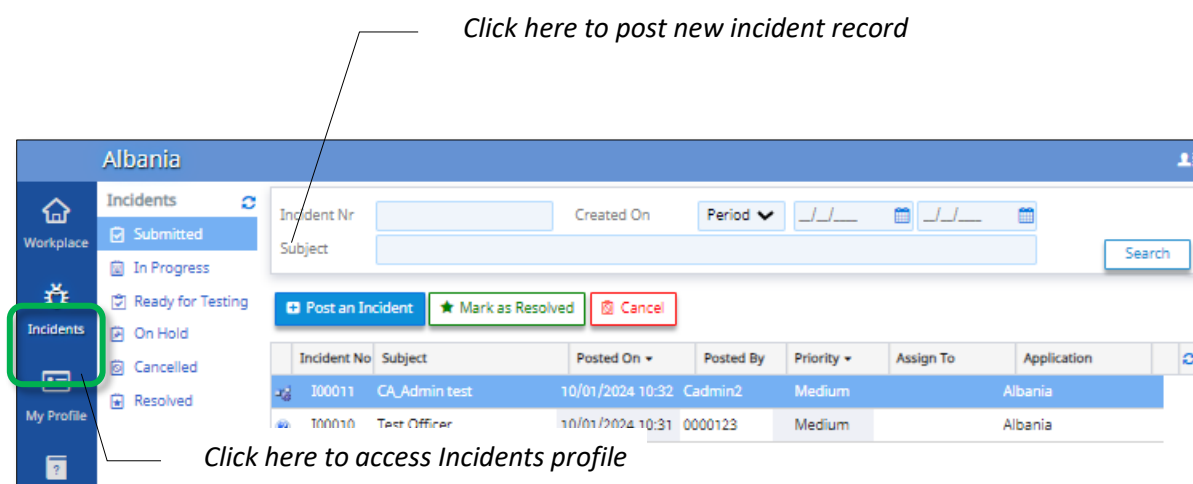 Click here to post new incident record
Albania
Workplace
Incidents
My Profile
Incidents
Submitted
In Progress
Ready for Testing
On Hold
Cancelled
Resolved
Incident Nr
Created On Period _/_/___ _/_/___
Subject
Search
Post an Incident Mark as Resolved Cancel
Incident No Subject Posted On Posted By Priority Assign To Application
I00011 CA_Admin test 10/01/2024 10:32 Cadmin2 Medium Albania
I00010 Test Officer 10/01/2024 10:31 0000123 Medium Albania
Click here to access Incidents profile